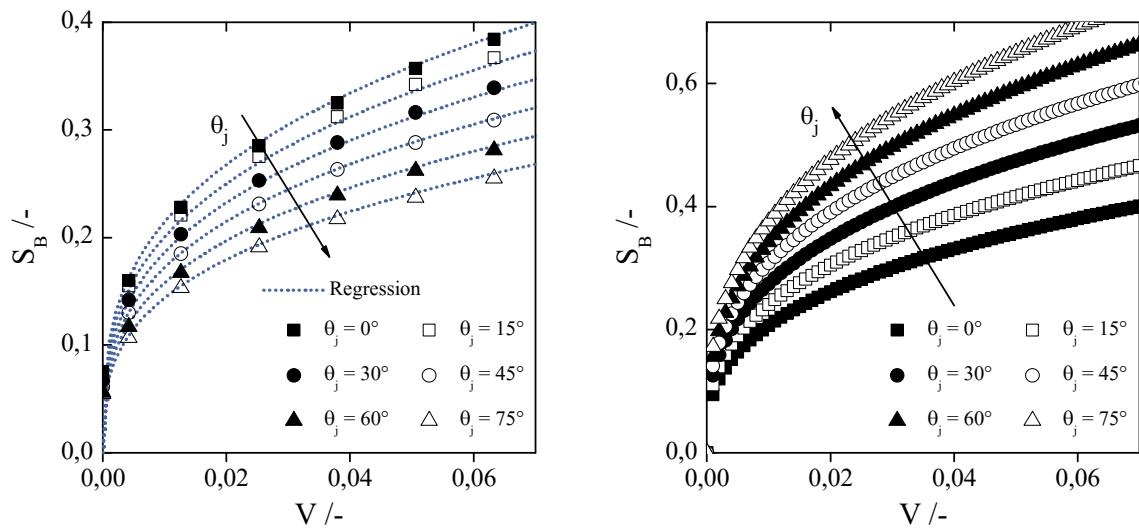 0,4
0,3
0,2
0,1
0,0
S_B /-
θ_j
Regression
θ_j = 0° θ_j = 15°
θ_j = 30° θ_j = 45°
θ_j = 60° θ_j = 75°
0,00 0,02 0,04 0,06
V /-
0,6
0,4
0,2
0,0
S_B /-
θ_j
θ_j = 0° θ_j = 15°
θ_j = 30° θ_j = 45°
θ_j = 60° θ_j = 75°
0,00 0,02 0,04 0,06
V /-